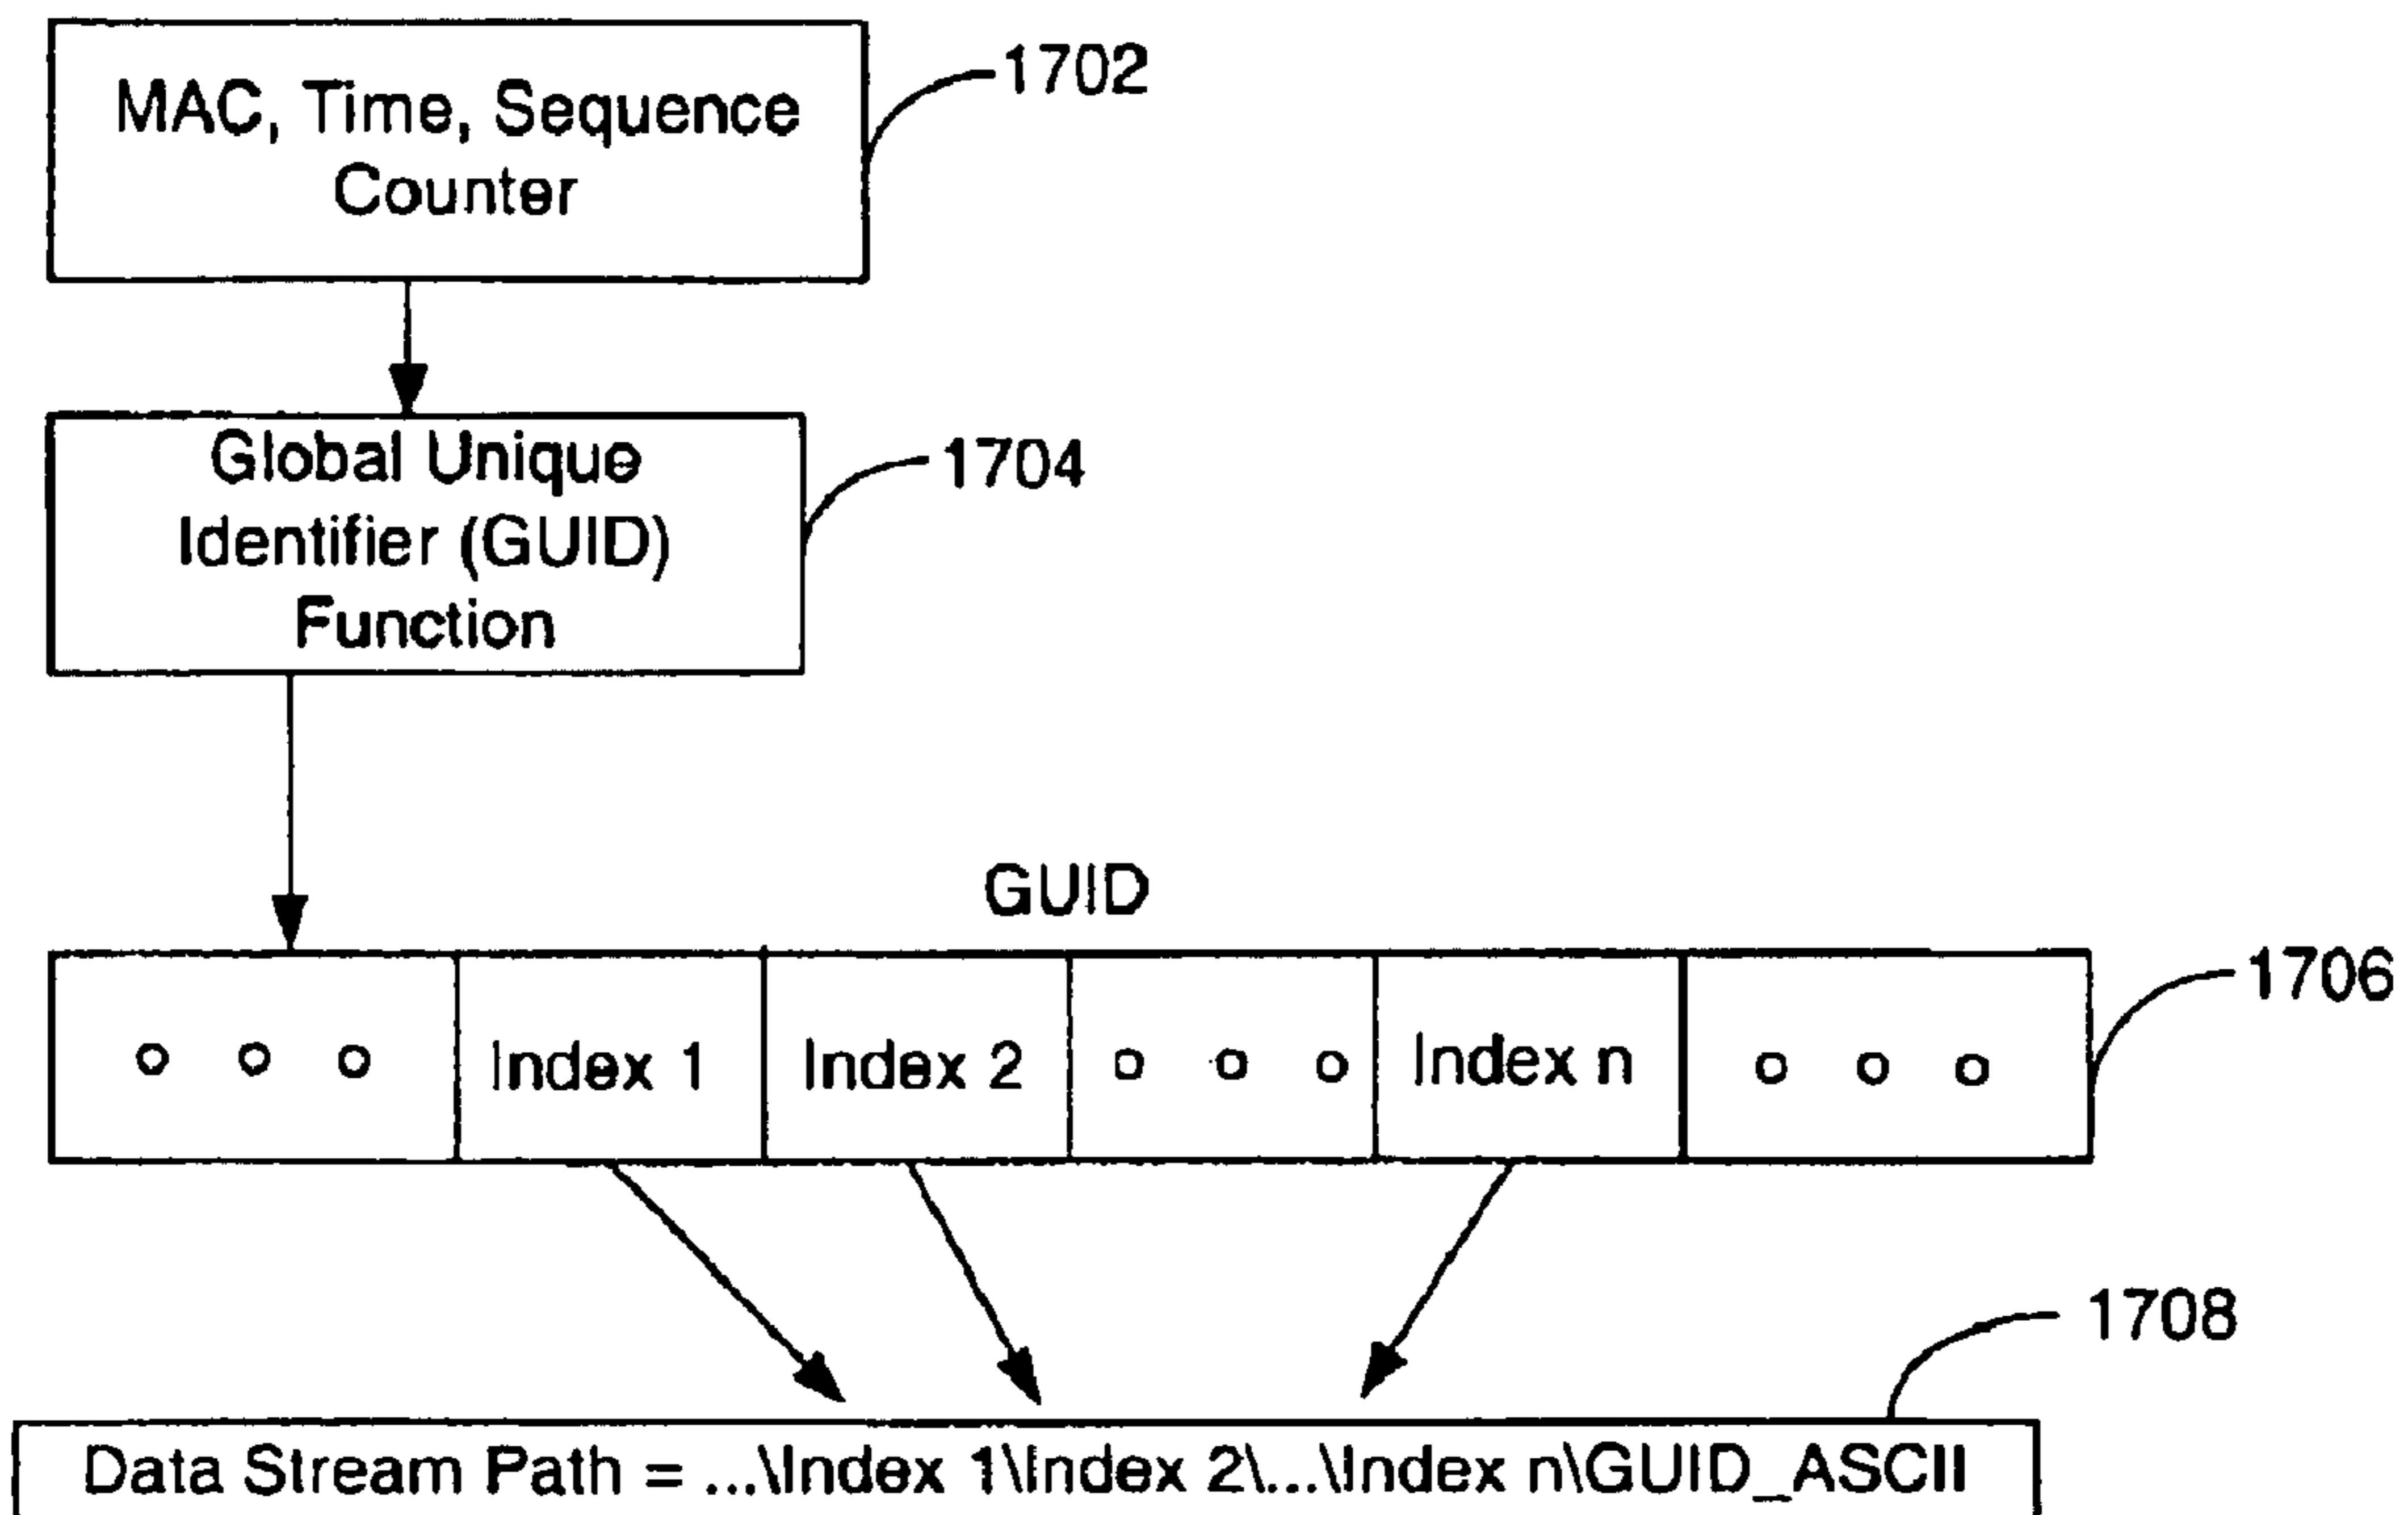 MAC, Time, Sequence
Counter
1702
Global Unique
Identifier (GUID)
Function
1704
GUID
Index 1
Index 2
Index n
1706
1708
Data Stream Path = ...\Index 1\Index 2\...\Index n\GUID_ASCII